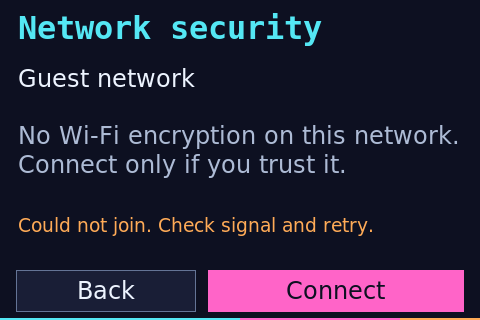 Network security
Guest network
No Wi-Fi encryption on this network.
Connect only if you trust it.
Could not join. Check signal and retry.
Back
Connect